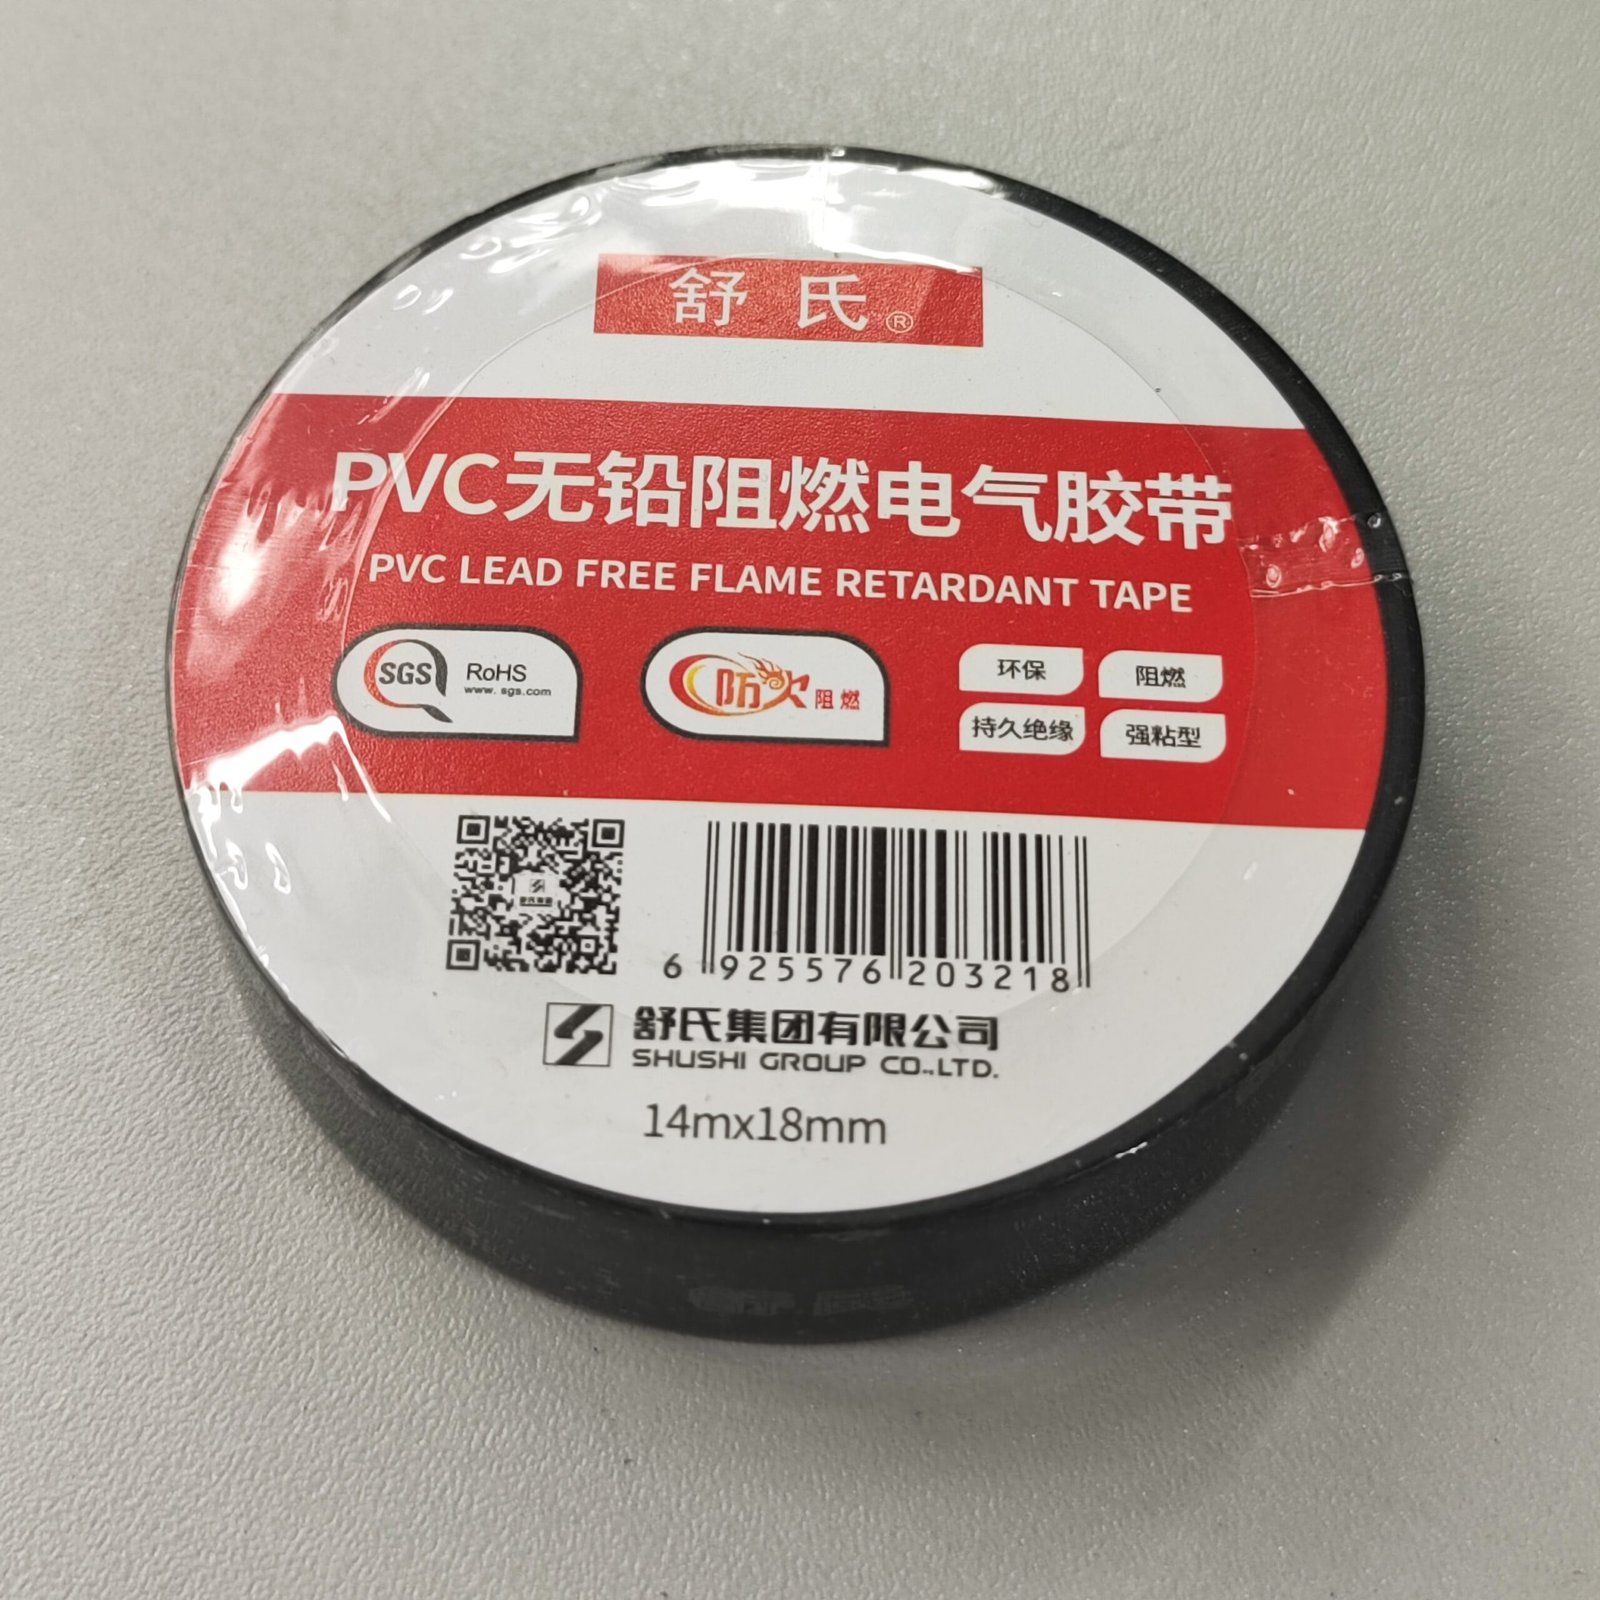 舒氏®
PVC无铅阻燃电气胶带
PVC LEAD FREE FLAME RETARDANT TAPE
SGS RoHS
www.sgs.com
防火 阻燃
环保 阻燃
持久绝缘 强粘型
6 925576 203218
舒氏集团有限公司
SHUSHI GROUP CO.,LTD.
14mx18mm